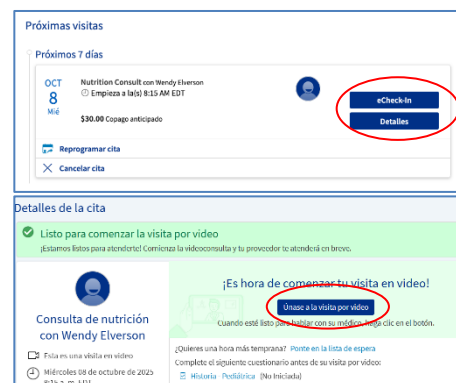 Próximas visitas
Próximos 7 días
OCT
8
Mié
Nutrition Consult con Wendy Elverson
Empieza a la(s) 8:15 AM EDT
$30.00 Copago anticipado
eCheck-In
Detalles
Reprogramar cita
Cancelar cita
Detalles de la cita
Listo para comenzar la visita por video
¡Estamos listos para atenderte! Comienza la videoconsulta y tu proveedor te atenderá en breve.
Consulta de nutrición
con Wendy Elverson
Esta es una visita en video
Miércoles 08 de octubre de 2025
8:15 a. m. EDT
¡Es hora de comenzar tu visita en video!
Únase a la visita por video
Cuando esté listo para hablar con su médico, haga clic en el botón.
¿Quieres una hora más temprana? Ponte en la lista de espera
Complete el siguiente cuestionario antes de su visita por video:
Historia - Pediátrica (No Iniciada)